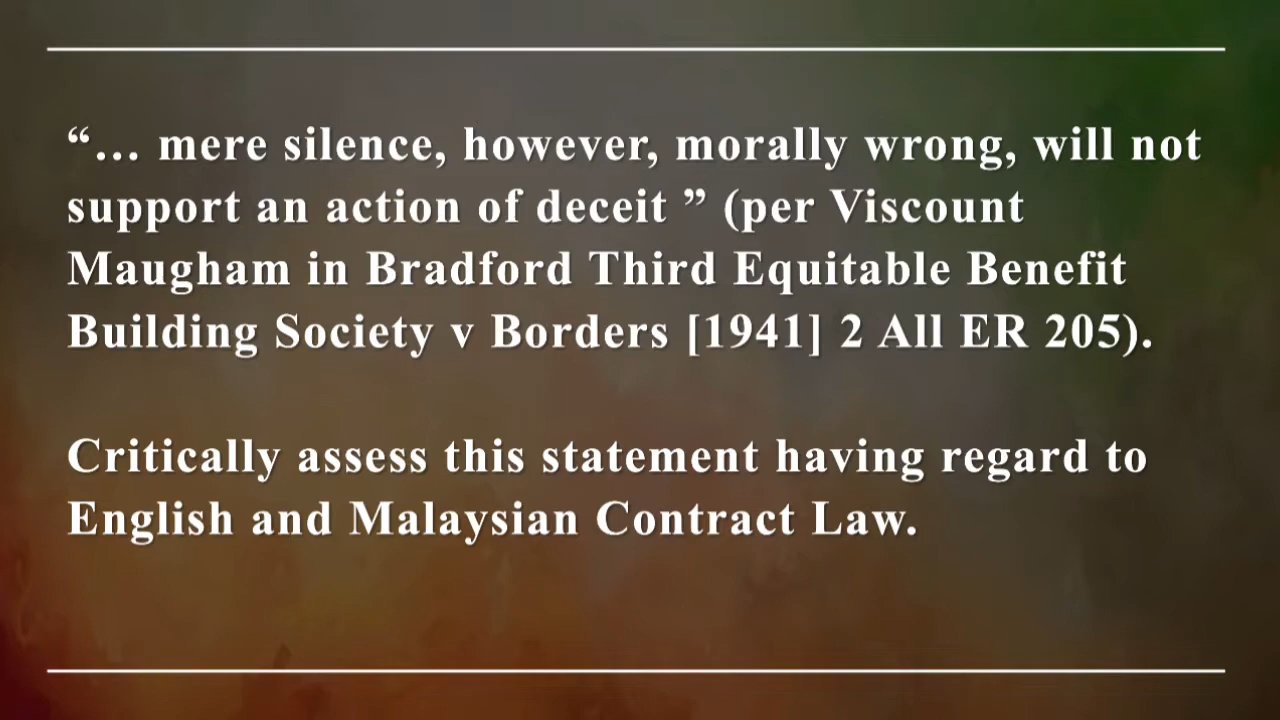 “… mere silence, however, morally wrong, will not
support an action of deceit ” (per Viscount
Maugham in Bradford Third Equitable Benefit
Building Society v Borders [1941] 2 All ER 205).
Critically assess this statement having regard to
English and Malaysian Contract Law.